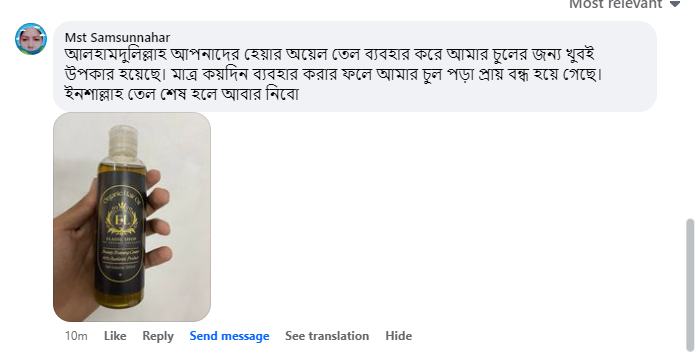 Most relevant
Mst Samsunnahar
আলহামদুলিল্লাহ আপনাদের হেয়ার অয়েল তেল ব্যবহার করে আমার চুলের জন্য খুবই
উপকার হয়েছে। মাত্র কয়দিন ব্যবহার করার ফলে আমার চুল পড়া প্রায় বন্ধ হয়ে গেছে।
ইনশাল্লাহ তেল শেষ হলে আবার নিবো
Organic Hair Oil
EL
10m Like Reply Send message See translation Hide